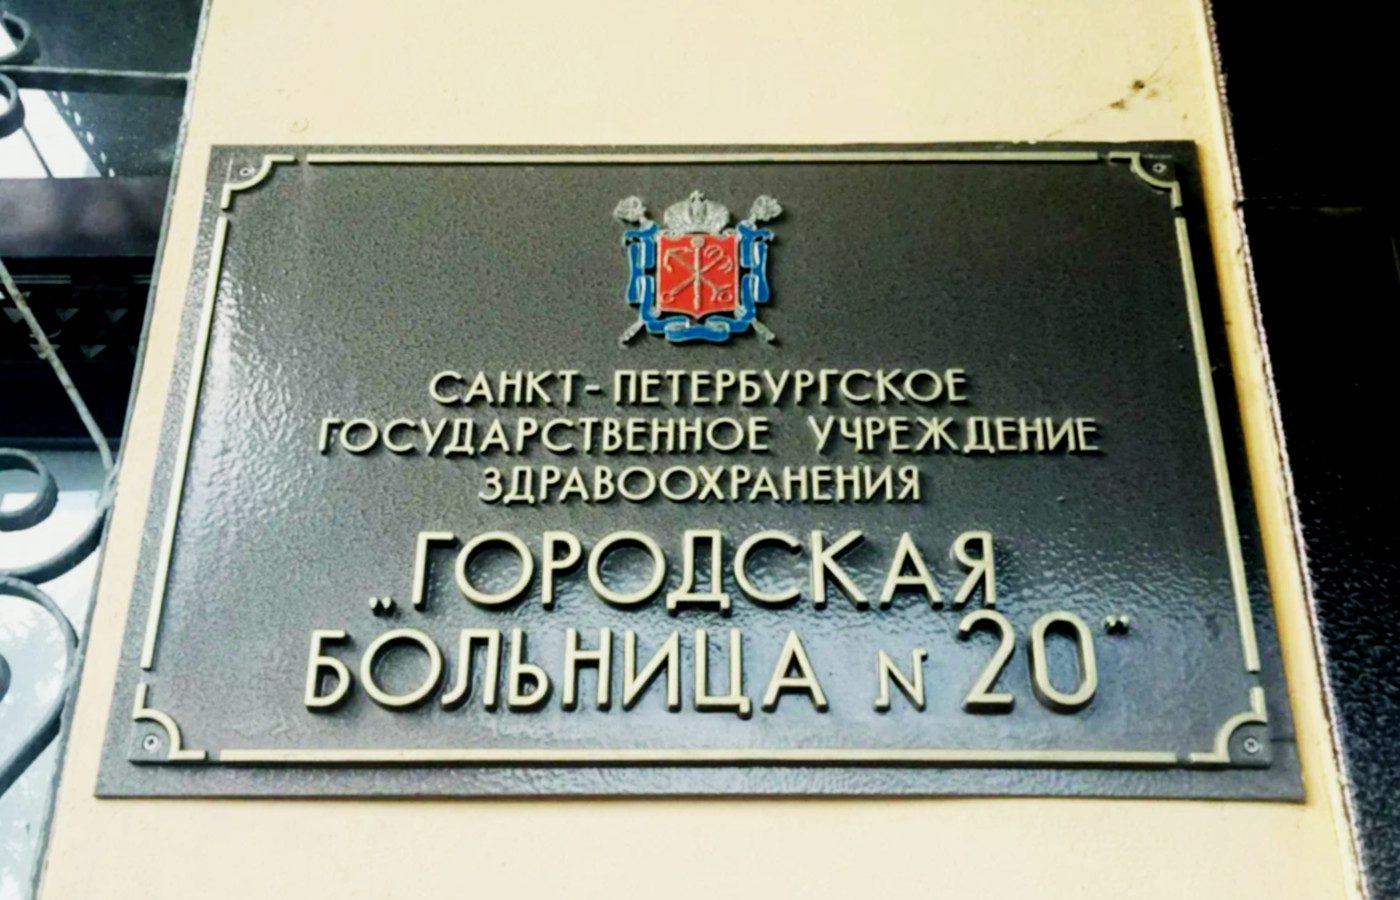 САНКТ-ПЕТЕРБУРГСКОЕ
ГОСУДАРСТВЕННОЕ УЧРЕЖДЕНИЕ
ЗДРАВООХРАНЕНИЯ
„ГОРОДСКАЯ
БОЛЬНИЦА N 20“